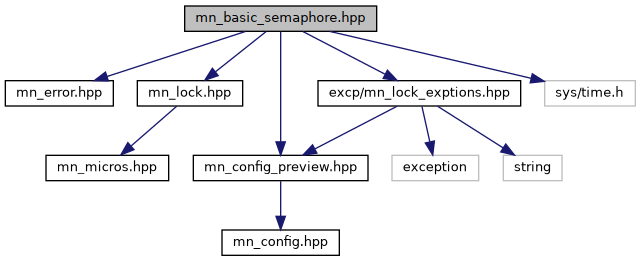 mn_basic_semaphore.hpp
mn_error.hpp
mn_lock.hpp
excp/mn_lock_exptions.hpp
sys/time.h
mn_micros.hpp
mn_config_preview.hpp
exception
string
mn_config.hpp